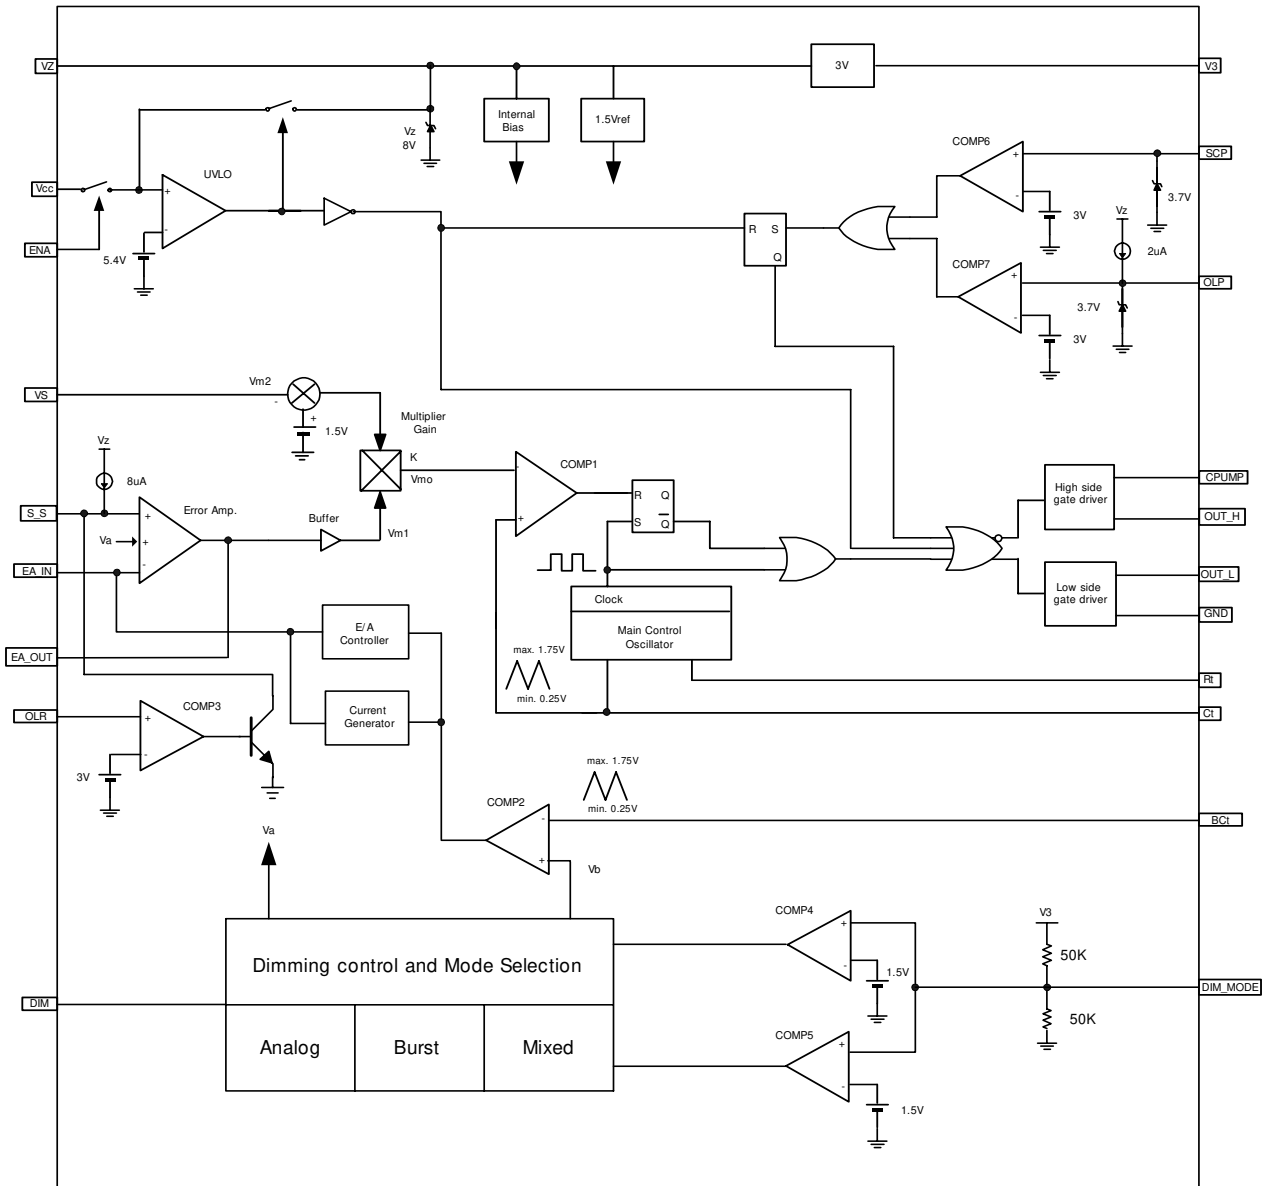 VZ
3V
V3
Internal
Bias
1.5Vref
Vz
8V
COMP6
+
-
SCP
3.7V
3V
Vcc
UVLO
+
-
ENA
5.4V
R S
Q
Vz
2uA
COMP7
+
-
OLP
3.7V
3V
VS
Vm2
-
+
1.5V
Multiplier
Gain
K
Vmo
Vz
8uA
S_S
Error Amp.
+
Va
+
-
Buffer
Vm1
EA_IN
COMP1
-
+
R Q
S Q
High side
gate driver
CPUMP
OUT_H
Low side
gate driver
OUT_L
GND
Clock
Main Control
Oscillator
E/A
Controller
EA_OUT
max. 1.75V
min. 0.25V
Rt
Ct
OLR
COMP3
+
-
3V
Current
Generator
max. 1.75V
min. 0.25V
COMP2
-
+
BCt
Va
Vb
COMP4
+
-
1.5V
V3
50K
50K
DIM_MODE
Dimming control and Mode Selection
DIM
Analog
Burst
Mixed
COMP5
+
-
1.5V